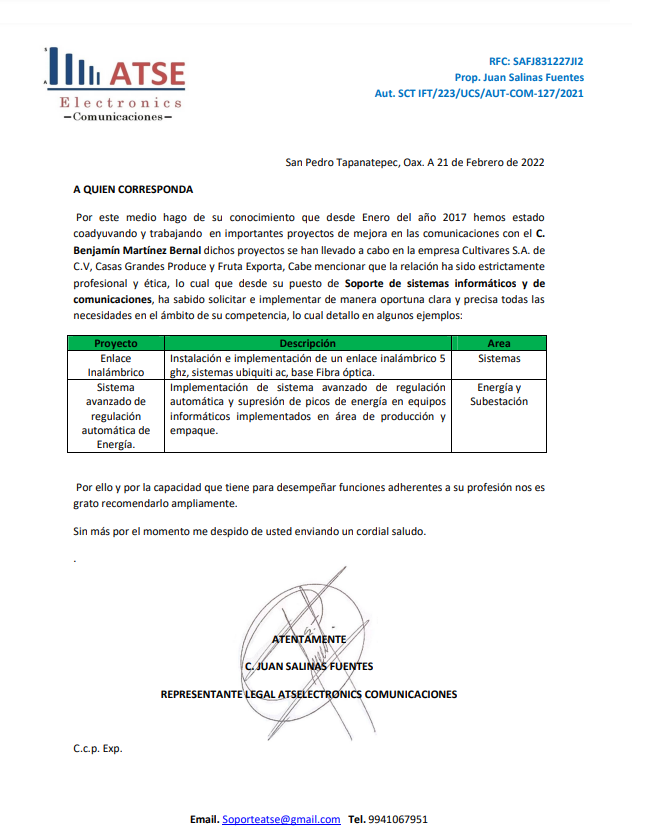 ATSE
Electronics
Comunicaciones
RFC: SAFJ831227JI2
Prop. Juan Salinas Fuentes
Aut. SCT IFT/223/UCS/AUT-COM-127/2021
San Pedro Tapanatepec, Oax. A 21 de Febrero de 2022
A QUIEN CORRESPONDA
Por este medio hago de su conocimiento que desde Enero del año 2017 hemos estado
coadyuvando y trabajando en importantes proyectos de mejora en las comunicaciones con el C.
Benjamín Martínez Bernal dichos proyectos se han llevado a cabo en la empresa Cultivares S.A. de
C.V, Casas Grandes Produce y Fruta Exporta, Cabe mencionar que la relación ha sido estrictamente
profesional y ética, lo cual que desde su puesto de Soporte de sistemas informáticos y de
comunicaciones, ha sabido solicitar e implementar de manera oportuna clara y precisa todas las
necesidades en el ámbito de su competencia, lo cual detallo en algunos ejemplos:
Proyecto Descripción Area
Enlace Instalación e implementación de un enlace inalámbrico 5 Sistemas
Inalámbrico ghz, sistemas ubiquiti ac, base Fibra óptica.
Sistema Implementación de sistema avanzado de regulación Energía y
avanzado de automática y supresión de picos de energía en equipos Subestación
regulación informáticos implementados en área de producción y
automática de empaque.
Energía.
Por ello y por la capacidad que tiene para desempeñar funciones adherentes a su profesión nos es
grato recomendarlo ampliamente.
Sin más por el momento me despido de usted enviando un cordial saludo.
.
ATENTAMENTE
C. JUAN SALINAS FUENTES
REPRESENTANTE LEGAL ATSELECTRONICS COMUNICACIONES
C.c.p. Exp.
Email. Soporteatse@gmail.com Tel. 9941067951